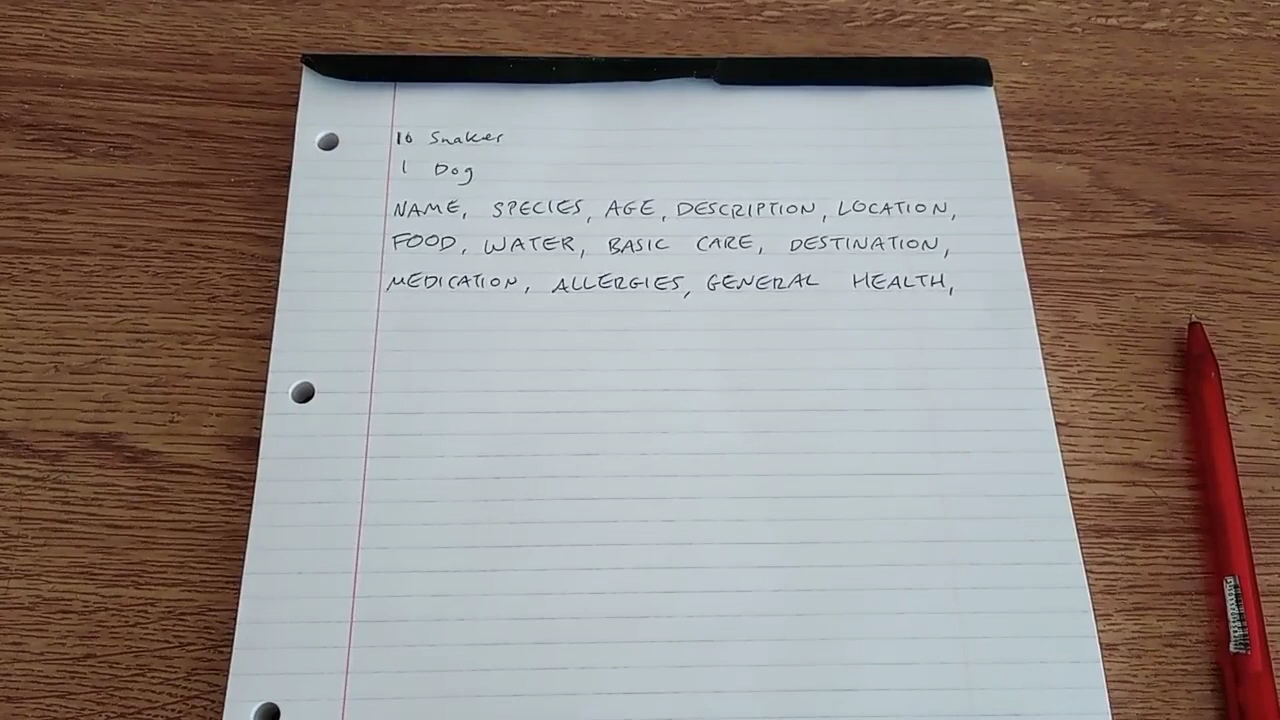 10 Snakes
1 Dog
NAME, SPECIES, AGE, DESCRIPTION, LOCATION,
FOOD, WATER, BASIC CARE, DESTINATION,
MEDICATION, ALLERGIES, GENERAL HEALTH,